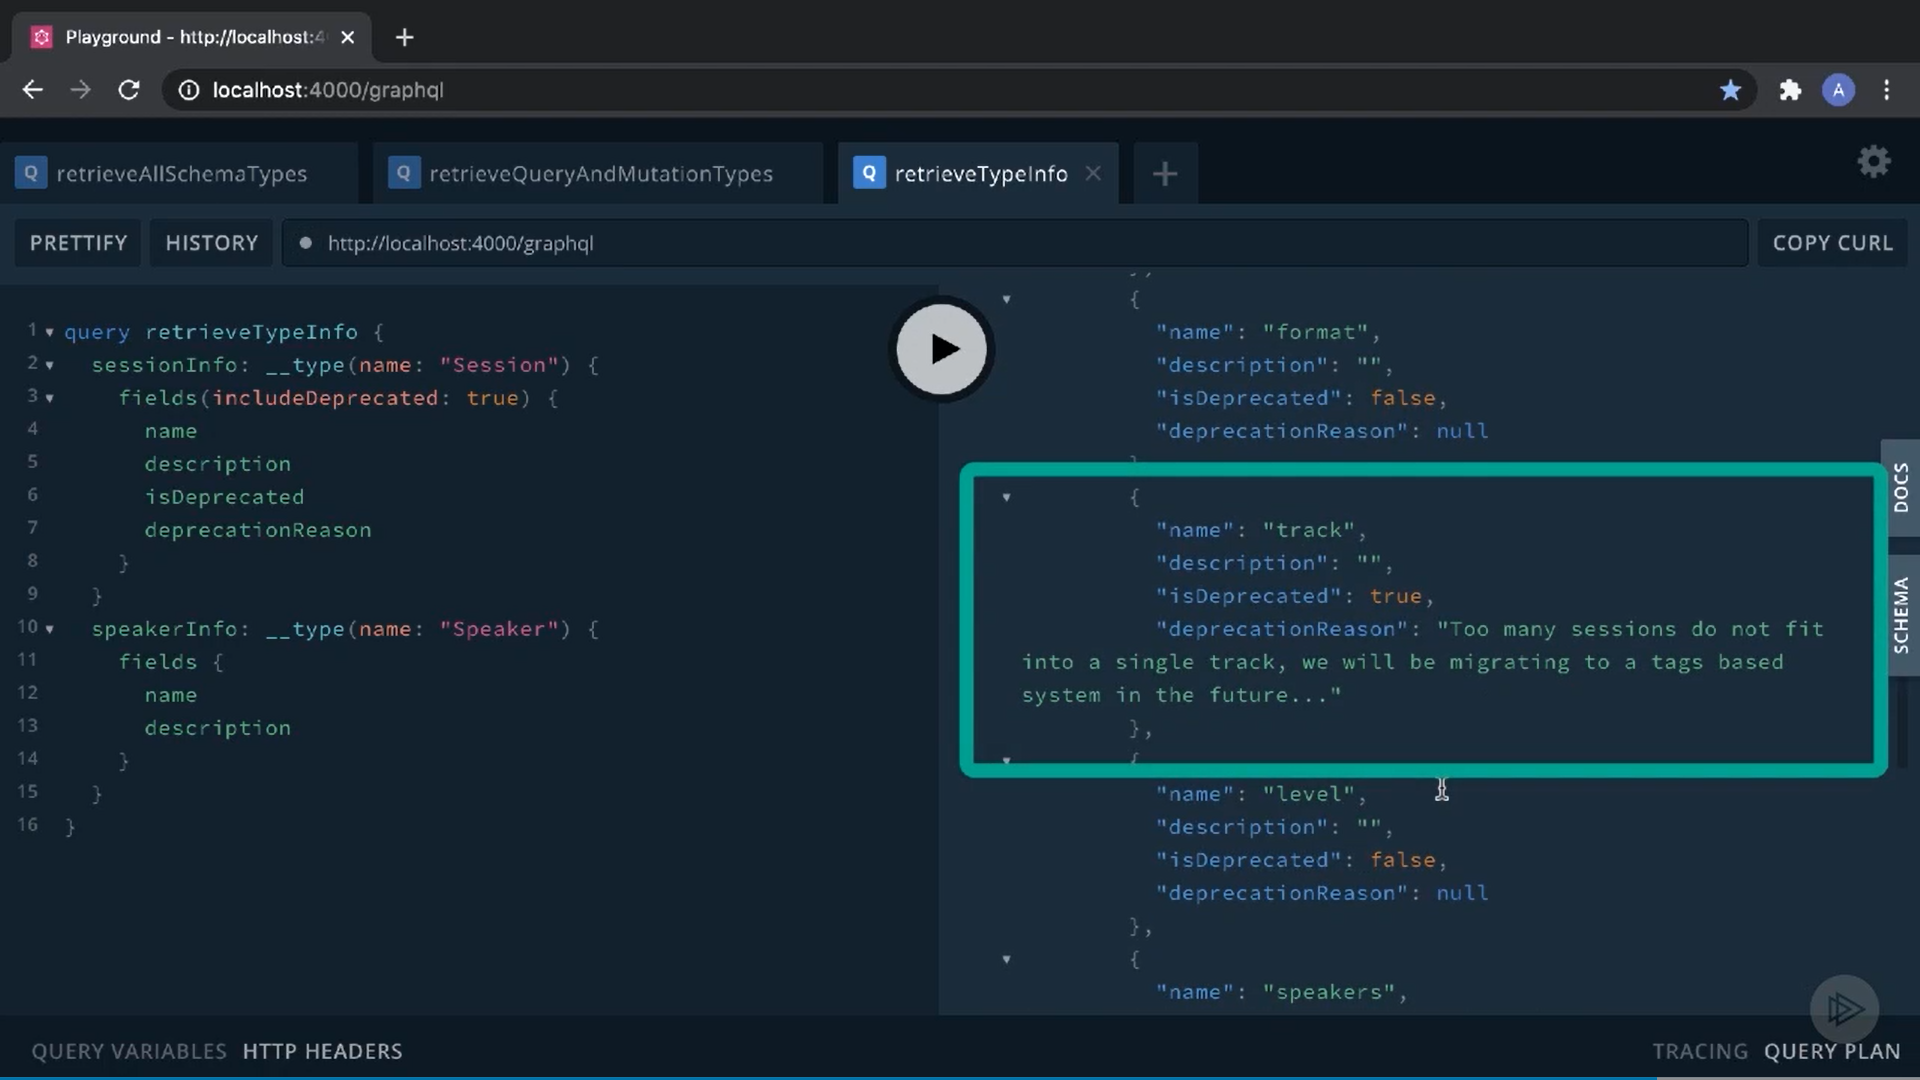 Playground - http://localhost:4
localhost:4000/graphql
A
Q retrieveAllSchemaTypes
Q retrieveQueryAndMutationTypes
Q retrieveTypeInfo
PRETTIFY
HISTORY
http://localhost:4000/graphql
COPY CURL
1 query retrieveTypeInfo {
2 sessionInfo: __type(name: "Session") {
3 fields(includeDeprecated: true) {
4 name
5 description
6 isDeprecated
7 deprecationReason
8 }
9 }
10 speakerInfo: __type(name: "Speaker") {
11 fields {
12 name
13 description
14 }
15 }
16 }
},
{
"name": "format",
"description": "",
"isDeprecated": false,
"deprecationReason": null
}
{
"name": "track",
"description": "",
"isDeprecated": true,
"deprecationReason": "Too many sessions do not fit
into a single track, we will be migrating to a tags based
system in the future..."
},
{
"name": "level",
"description": "",
"isDeprecated": false,
"deprecationReason": null
},
{
"name": "speakers",
DOCS
SCHEMA
QUERY VARIABLES
HTTP HEADERS
TRACING
QUERY PLAN